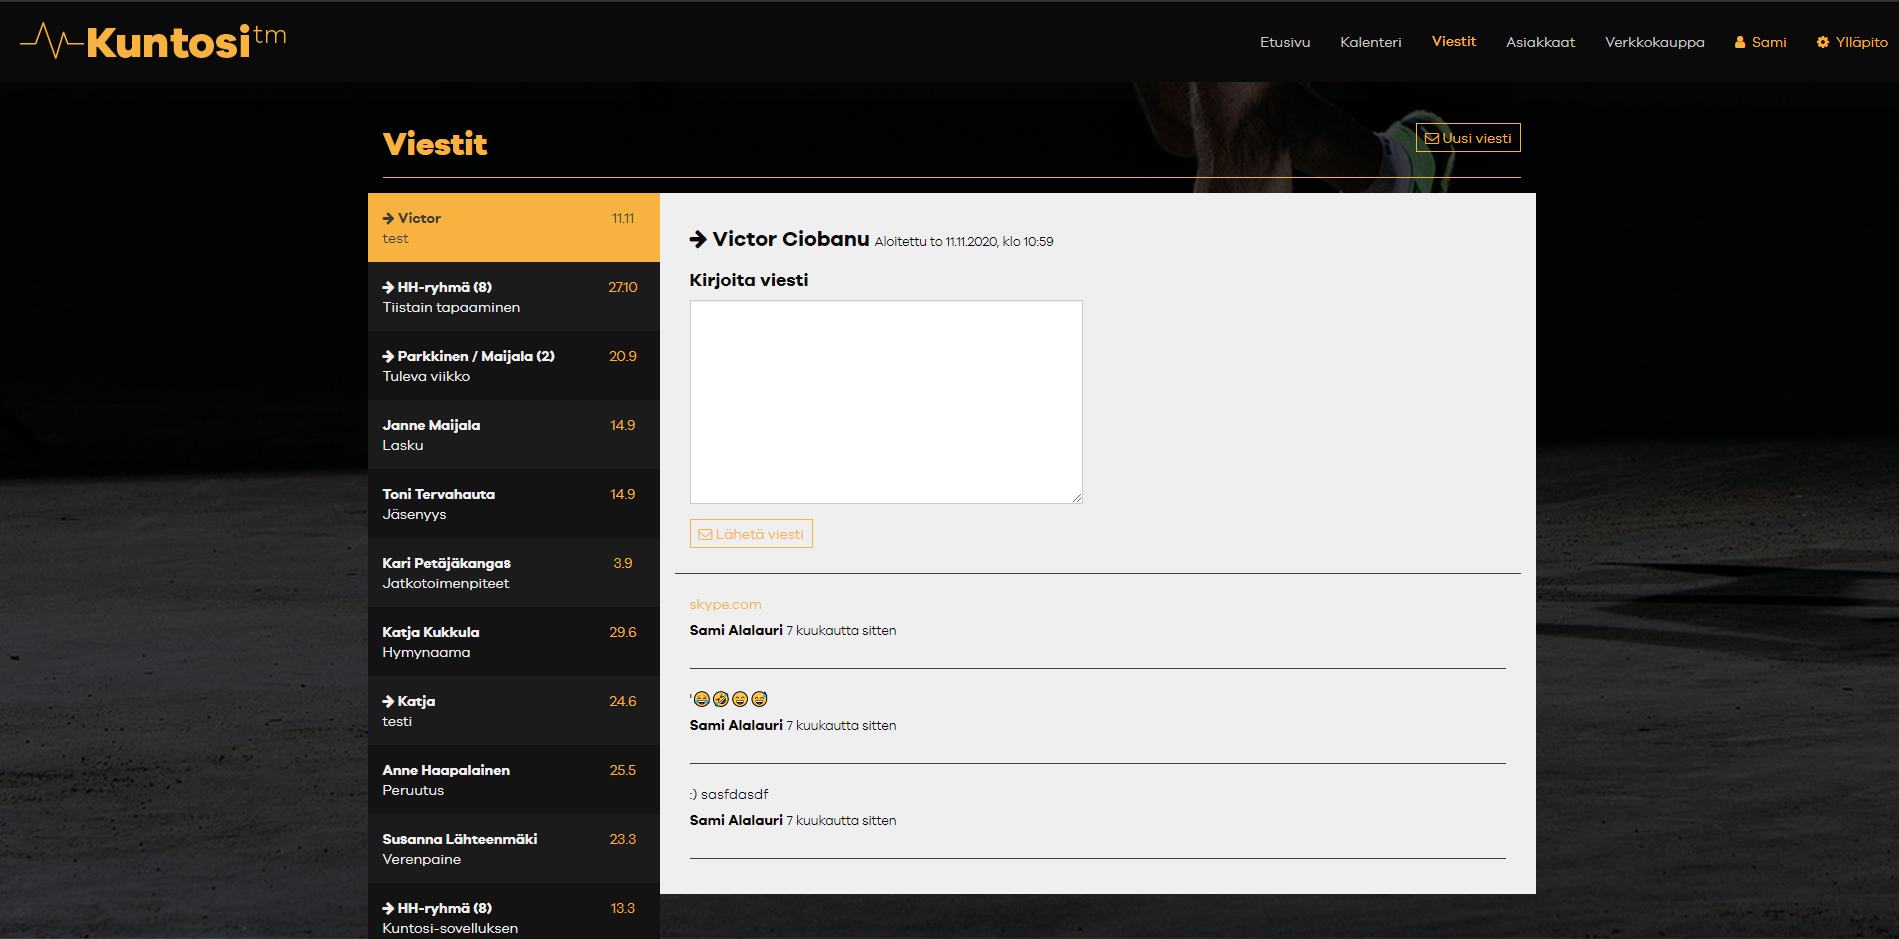 Kuntosi tm
Etusivu Kalenteri Viestit Asiakkaat Verkkokauppa Sami Ylläpito
Viestit
Uusi viesti
Victor 11.11
test
HH-ryhmä (8) 27.10
Tiistain tapaaminen
Parkkinen / Maijala (2) 20.9
Tuleva viikko
Janne Maijala 14.9
Lasku
Toni Tervahauta 14.9
Jäsenyys
Kari Petäjäkangas 3.9
Jatkotoimenpiteet
Katja Kukkula 29.6
Hymynaama
Katja 24.6
testi
Anne Haapalainen 25.5
Peruutus
Susanna Lähteenmäki 23.3
Verenpaine
HH-ryhmä (8) 13.3
Kuntosi-sovelluksen
Victor Ciobanu Aloitettu to 11.11.2020, klo 10:59
Kirjoita viesti
Lähetä viesti
skype.com
Sami Alalauri 7 kuukautta sitten
'😂🤣😄😅
Sami Alalauri 7 kuukautta sitten
:) sasfdasdf
Sami Alalauri 7 kuukautta sitten